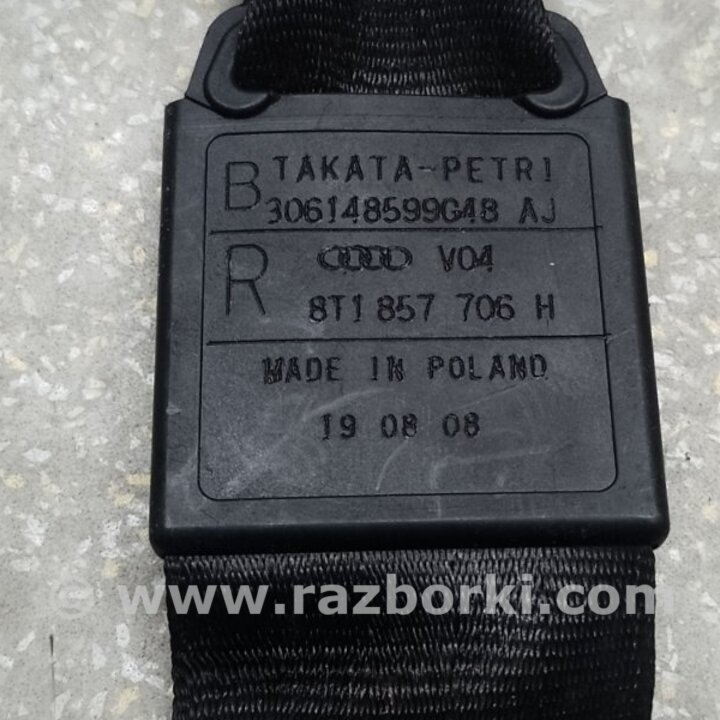 B TAKATA-PETRI
306148599G48 AJ
R V04
8T1 857 706 H
MADE IN POLAND
19 08 08
© www.razborki.com